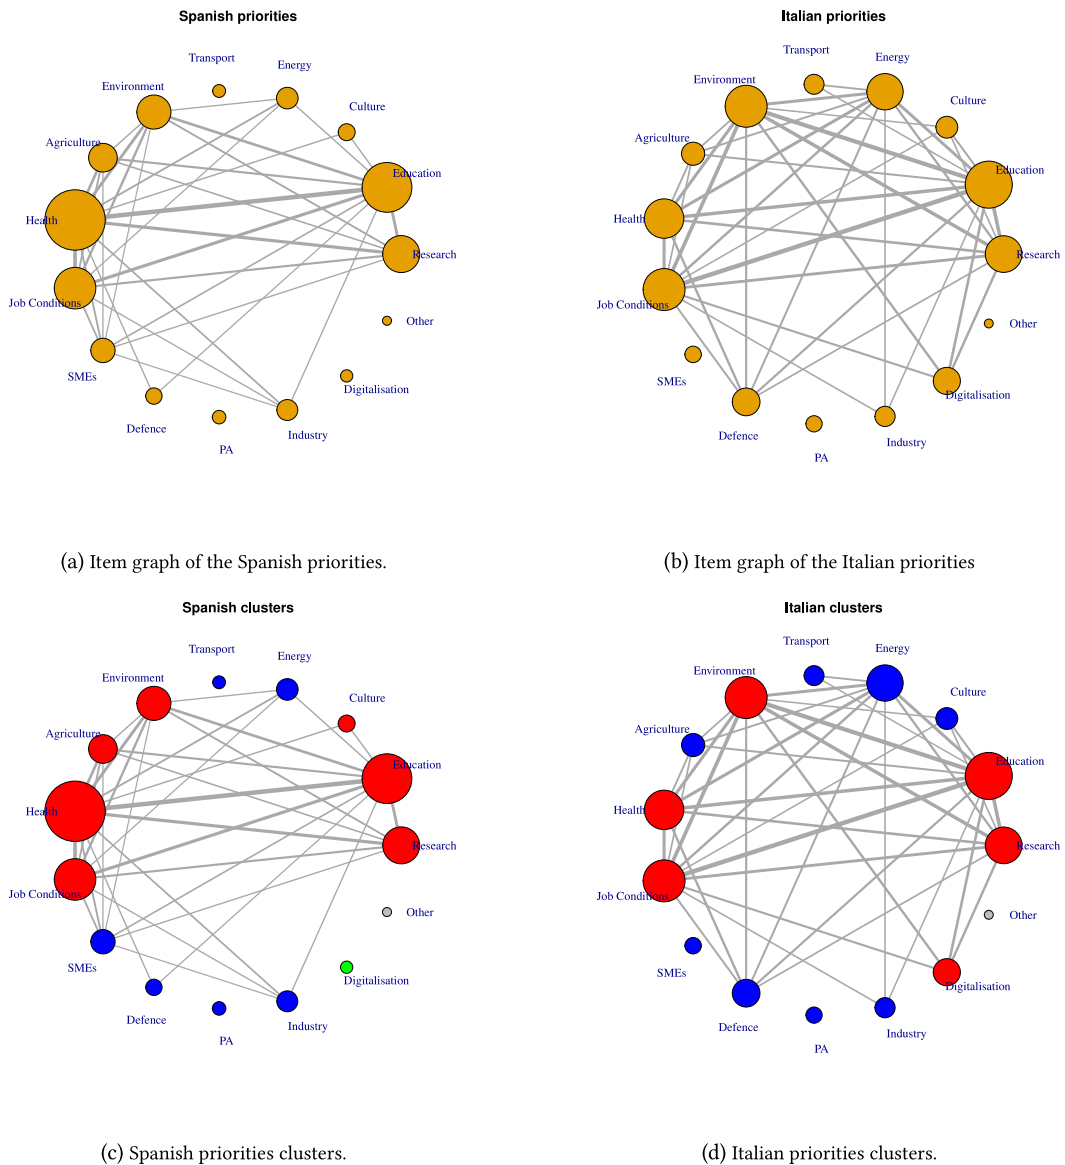 Spanish priorities
Transport
Energy
Environment
Culture
Agriculture
Education
Health
Research
Job Conditions
Other
SMEs
Digitalisation
Defence
Industry
PA
(a) Item graph of the Spanish priorities.
Italian priorities
Transport
Energy
Environment
Culture
Agriculture
Education
Health
Research
Job Conditions
Other
SMEs
Digitalisation
Defence
Industry
PA
(b) Item graph of the Italian priorities
Spanish clusters
Transport
Energy
Environment
Culture
Agriculture
Education
Health
Research
Job Conditions
Other
SMEs
Digitalisation
Defence
Industry
PA
(c) Spanish priorities clusters.
Italian clusters
Transport
Energy
Environment
Culture
Agriculture
Education
Health
Research
Job Conditions
Other
SMEs
Digitalisation
Defence
Industry
PA
(d) Italian priorities clusters.